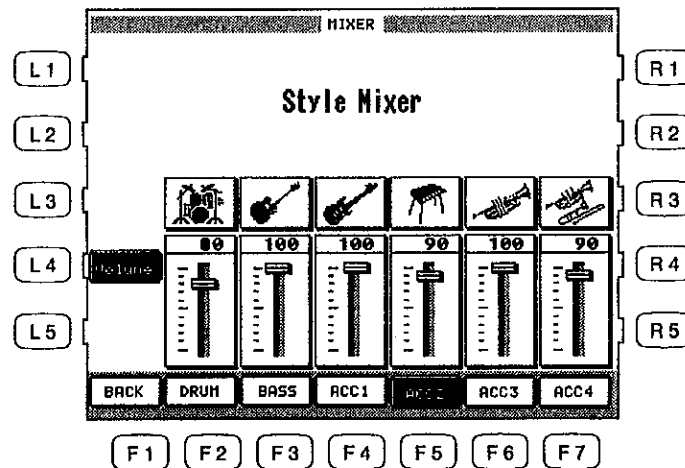 MIXER
L1 R1
Style Mixer
L2 R2
L3 R3
80 100 100 90 100 90
L4 Volume R4
L5 R5
BACK DRUM BASS ACC1 ACC2 ACC3 ACC4
F1 F2 F3 F4 F5 F6 F7